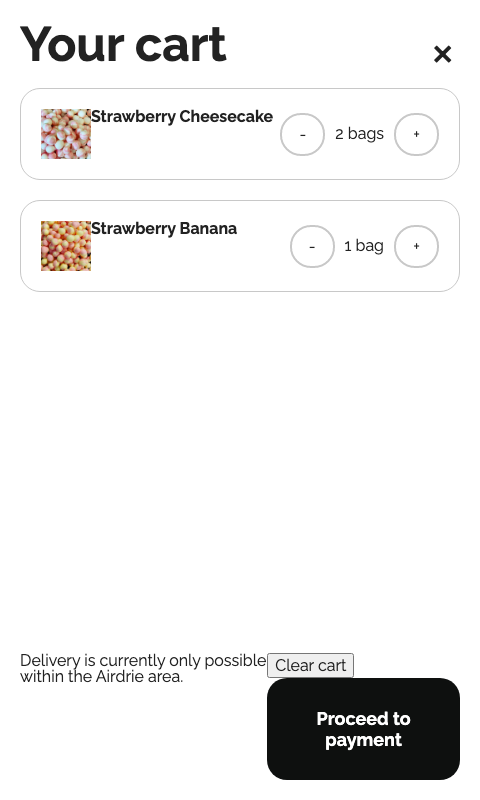 Your cart
×
Strawberry Cheesecake
-
2 bags
+
Strawberry Banana
-
1 bag
+
Delivery is currently only possible
within the Airdrie area.
Clear cart
Proceed to
payment